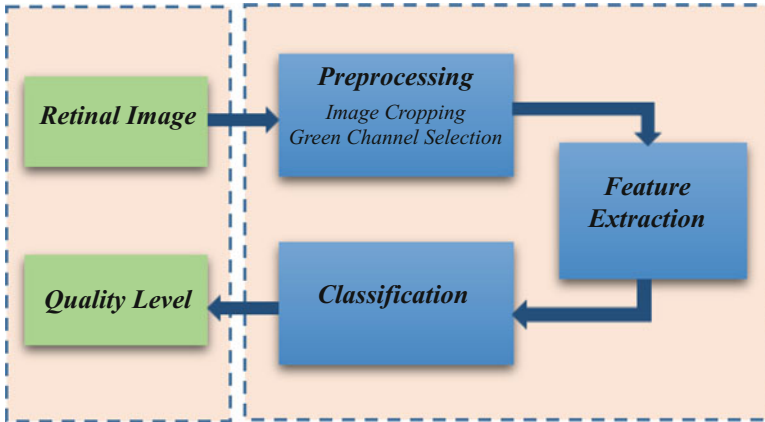 Retinal Image
Preprocessing
Image Cropping
Green Channel Selection
Feature
Extraction
Classification
Quality Level